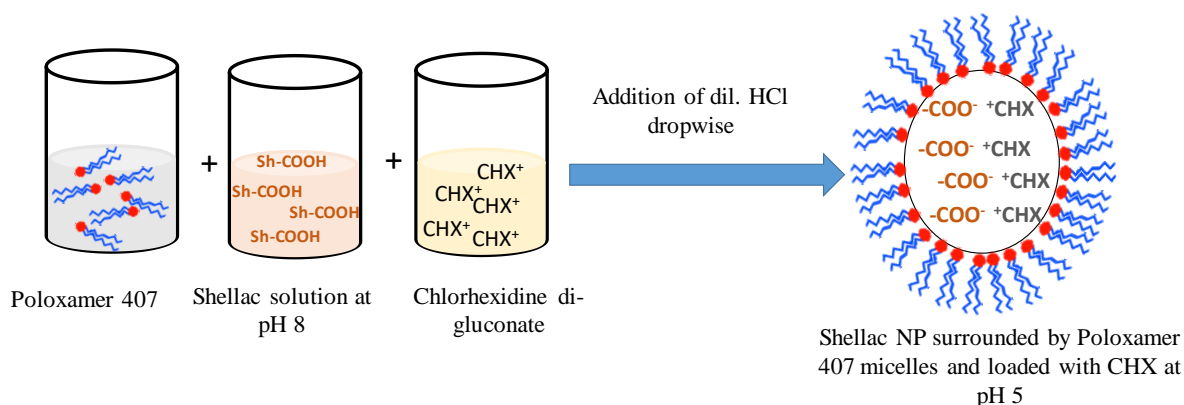 Poloxamer 407
+
Sh-COOH
Sh-COOH
Sh-COOH
Sh-COOH
Shellac solution at
pH 8
+
CHX⁺
CHX⁺
CHX⁺
CHX⁺ CHX⁺
Chlorhexidine di-
gluconate
Addition of dil. HCl
dropwise
-COO⁻ ⁺CHX
-COO⁻ ⁺CHX
-COO⁻ ⁺CHX
-COO⁻ ⁺CHX
Shellac NP surrounded by Poloxamer
407 micelles and loaded with CHX at
pH 5